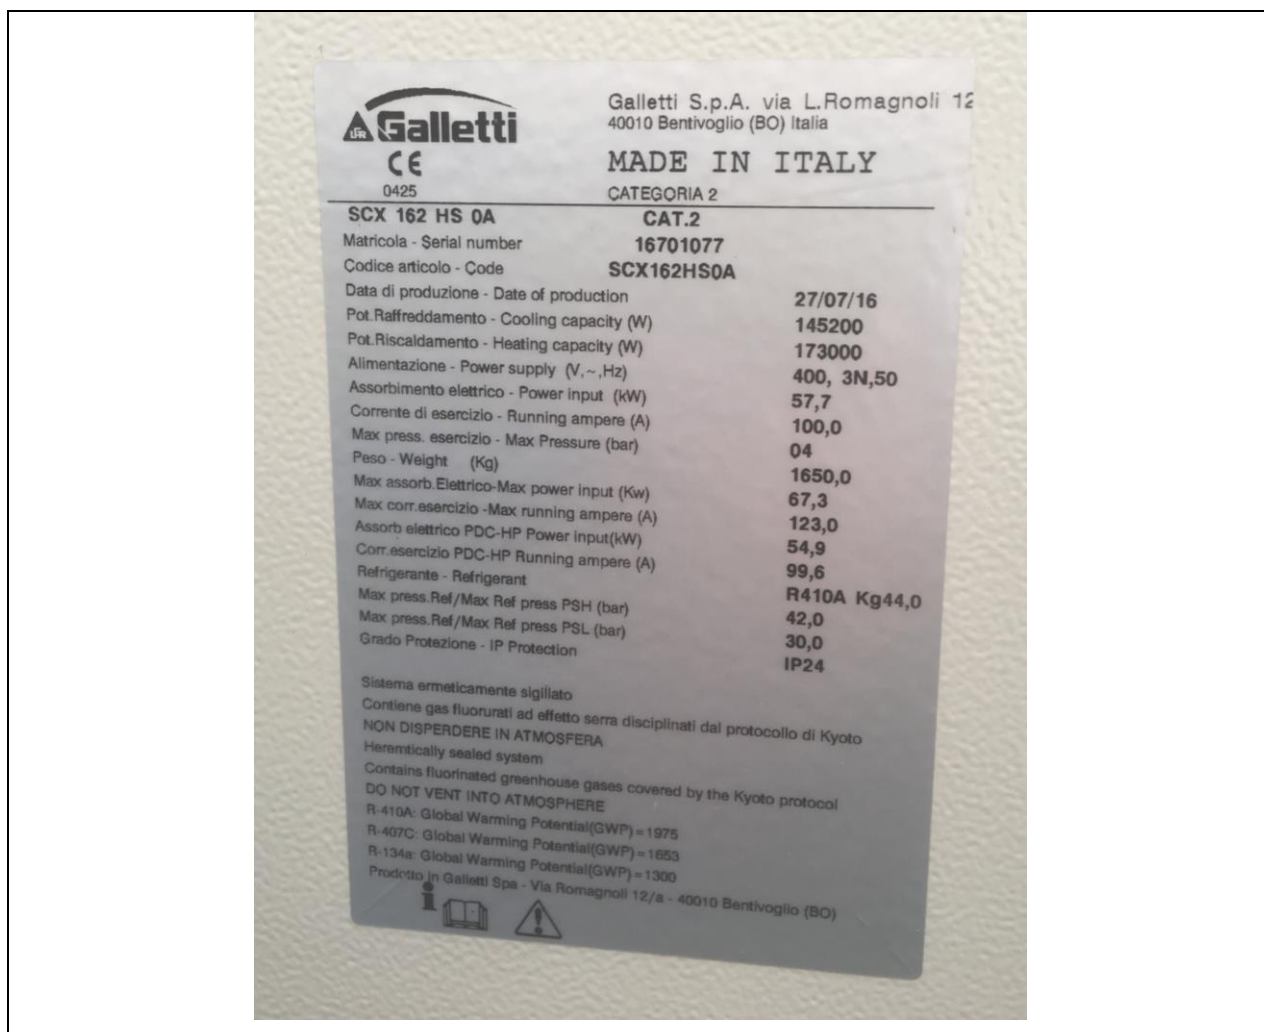 Galletti
Galletti S.p.A. via L.Romagnoli 12
40010 Bentivoglio (BO) Italia
CE
MADE IN ITALY
0425
CATEGORIA 2
SCX 162 HS 0A CAT.2
Matricola - Serial number 16701077
Codice articolo - Code SCX162HS0A
Data di produzione - Date of production 27/07/16
Pot.Raffreddamento - Cooling capacity (W) 145200
Pot.Riscaldamento - Heating capacity (W) 173000
Alimentazione - Power supply (V,~,Hz) 400, 3N,50
Assorbimento elettrico - Power input (kW) 57,7
Corrente di esercizio - Running ampere (A) 100,0
Max press. esercizio - Max Pressure (bar) 04
Peso - Weight (Kg) 1650,0
Max assorb.Elettrico-Max power input (Kw) 67,3
Max corr.esercizio -Max running ampere (A) 123,0
Assorb elettrico PDC-HP Power input(kW) 54,9
Corr.esercizio PDC-HP Running ampere (A) 99,6
Refrigerante - Refrigerant R410A Kg44,0
Max press.Ref/Max Ref press PSH (bar) 42,0
Max press.Ref/Max Ref press PSL (bar) 30,0
Grado Protezione - IP Protection IP24
Sistema ermeticamente sigillato
Contiene gas fluorurati ad effetto serra disciplinati dal protocollo di Kyoto
NON DISPERDERE IN ATMOSFERA
Heremtically sealed system
Contains fluorinated greenhouse gases covered by the Kyoto protocol
DO NOT VENT INTO ATMOSPHERE
R-410A: Global Warming Potential(GWP)=1975
R-407C: Global Warming Potential(GWP)=1653
R-134a: Global Warming Potential(GWP)=1300
Prodotto in Galletti Spa - Via Romagnoli 12/a - 40010 Bentivoglio (BO)